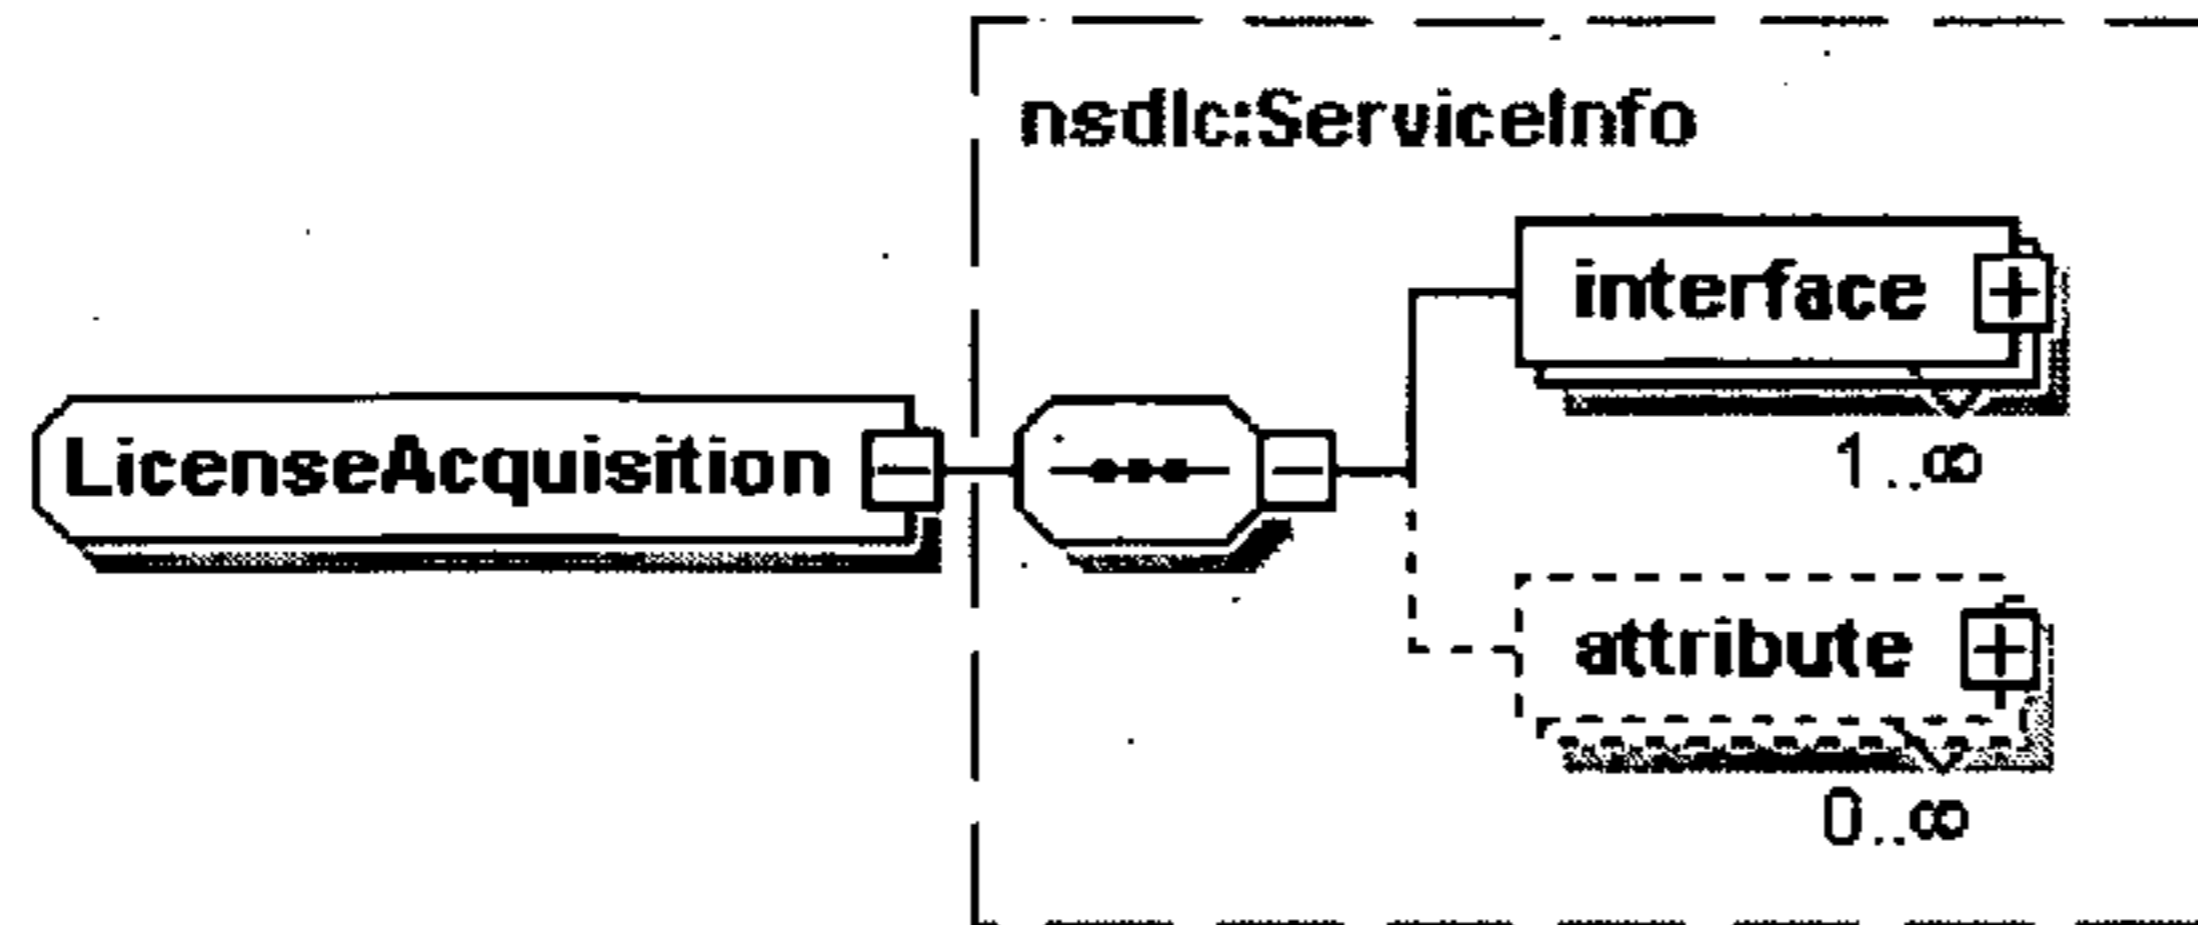 nsdlc:ServiceInfo
interface
1..∞
LicenseAcquisition
attribute
0..∞